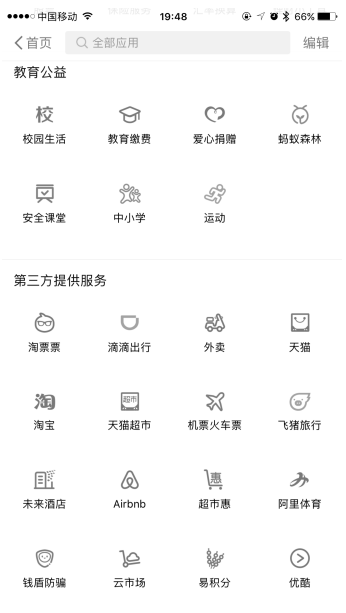 中国移动 19:48 66%
首页 全部应用 编辑
教育公益
校
校园生活 教育缴费 爱心捐赠 蚂蚁森林
安全课堂 中小学 运动
第三方提供服务
淘票票 滴滴出行 外卖 天猫
淘 超市
淘宝 天猫超市 机票火车票 飞猪旅行
惠
未来酒店 Airbnb 超市惠 阿里体育
钱盾防骗 云市场 易积分 优酷